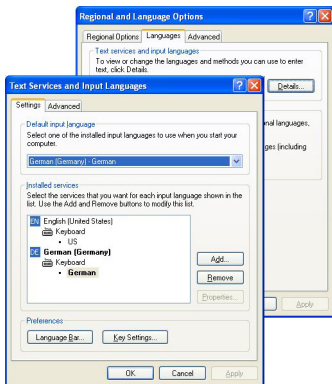 Regional and Language Options
Regional Options
Languages
Advanced
Text services and input languages
To view or change the languages and methods you can use to enter
text, click Details.
Details...
nal languages,
ges (including
Apply
Text Services and Input Languages
Settings
Advanced
Default input language
Select one of the installed input languages to use when you start your
computer.
German (Germany) - German
Installed services
Select the services that you want for each input language shown in the
list. Use the Add and Remove buttons to modify this list.
EN English (United States)
Keyboard
• US
DE German (Germany)
Keyboard
• German
Add...
Remove
Properties...
Preferences
Language Bar...
Key Settings...
OK
Cancel
Apply